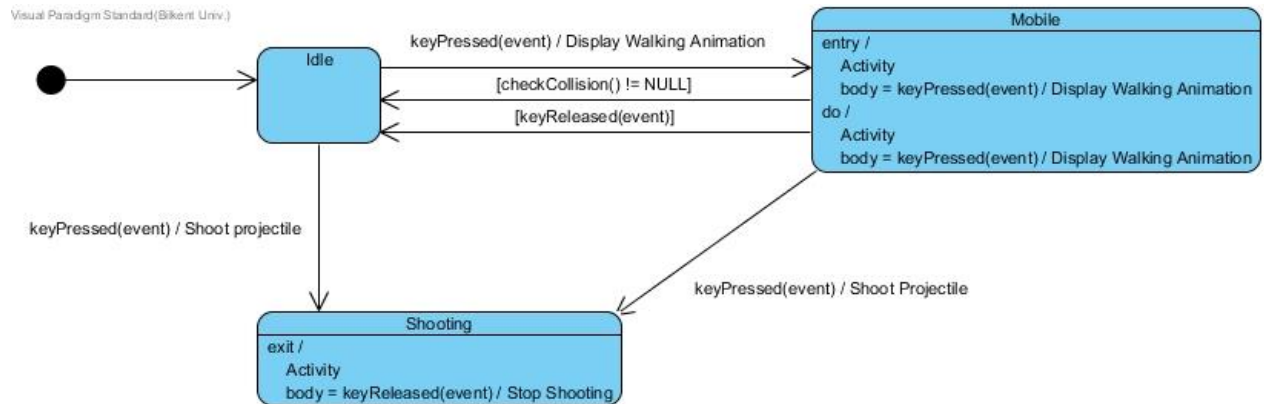 Visual Paradigm Standard(Bilkent Univ.)
Mobile
entry /
Activity
body = keyPressed(event) / Display Walking Animation
do /
Activity
body = keyPressed(event) / Display Walking Animation
Idle
keyPressed(event) / Display Walking Animation
[checkCollision() != NULL]
[keyReleased(event)]
keyPressed(event) / Shoot projectile
keyPressed(event) / Shoot Projectile
Shooting
exit /
Activity
body = keyReleased(event) / Stop Shooting